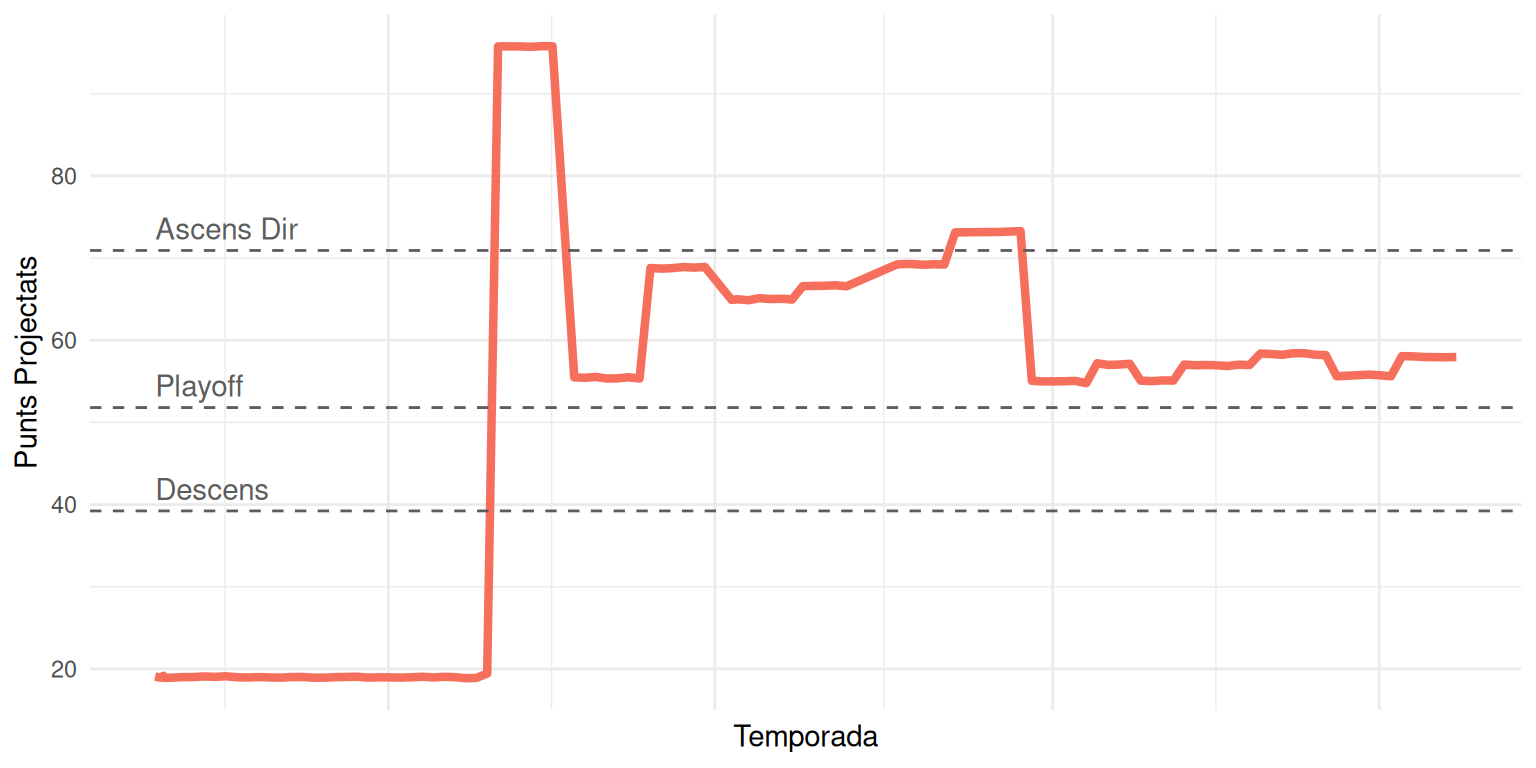 80
Ascens Dir
60
Playoff
Descens
40
20
Punts Projectats
Temporada